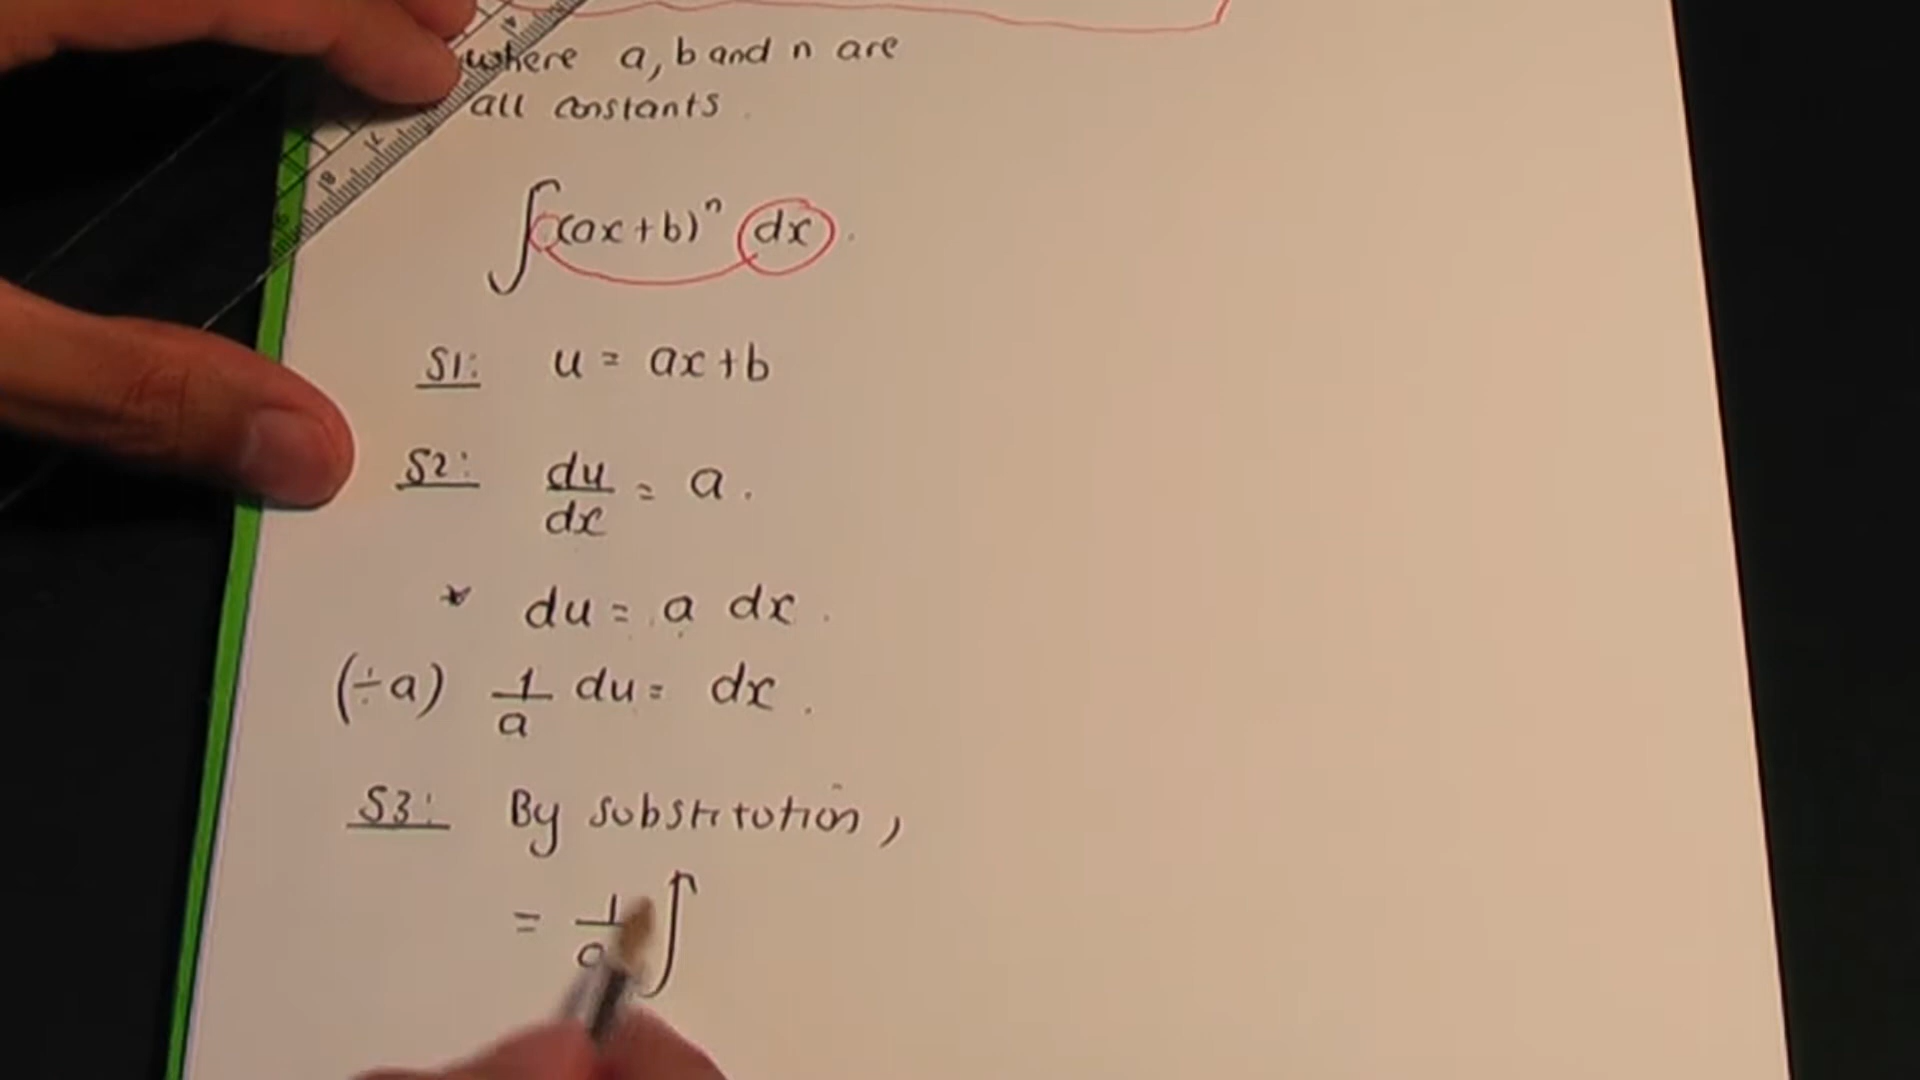 where a, b and n are
all constants.
∫(ax+b)ⁿ dx.
S1: u = ax+b
S2: du/dx = a.
* du = a dx.
(÷a) 1/a du = dx.
S3: By substitution,
= 1/a ∫